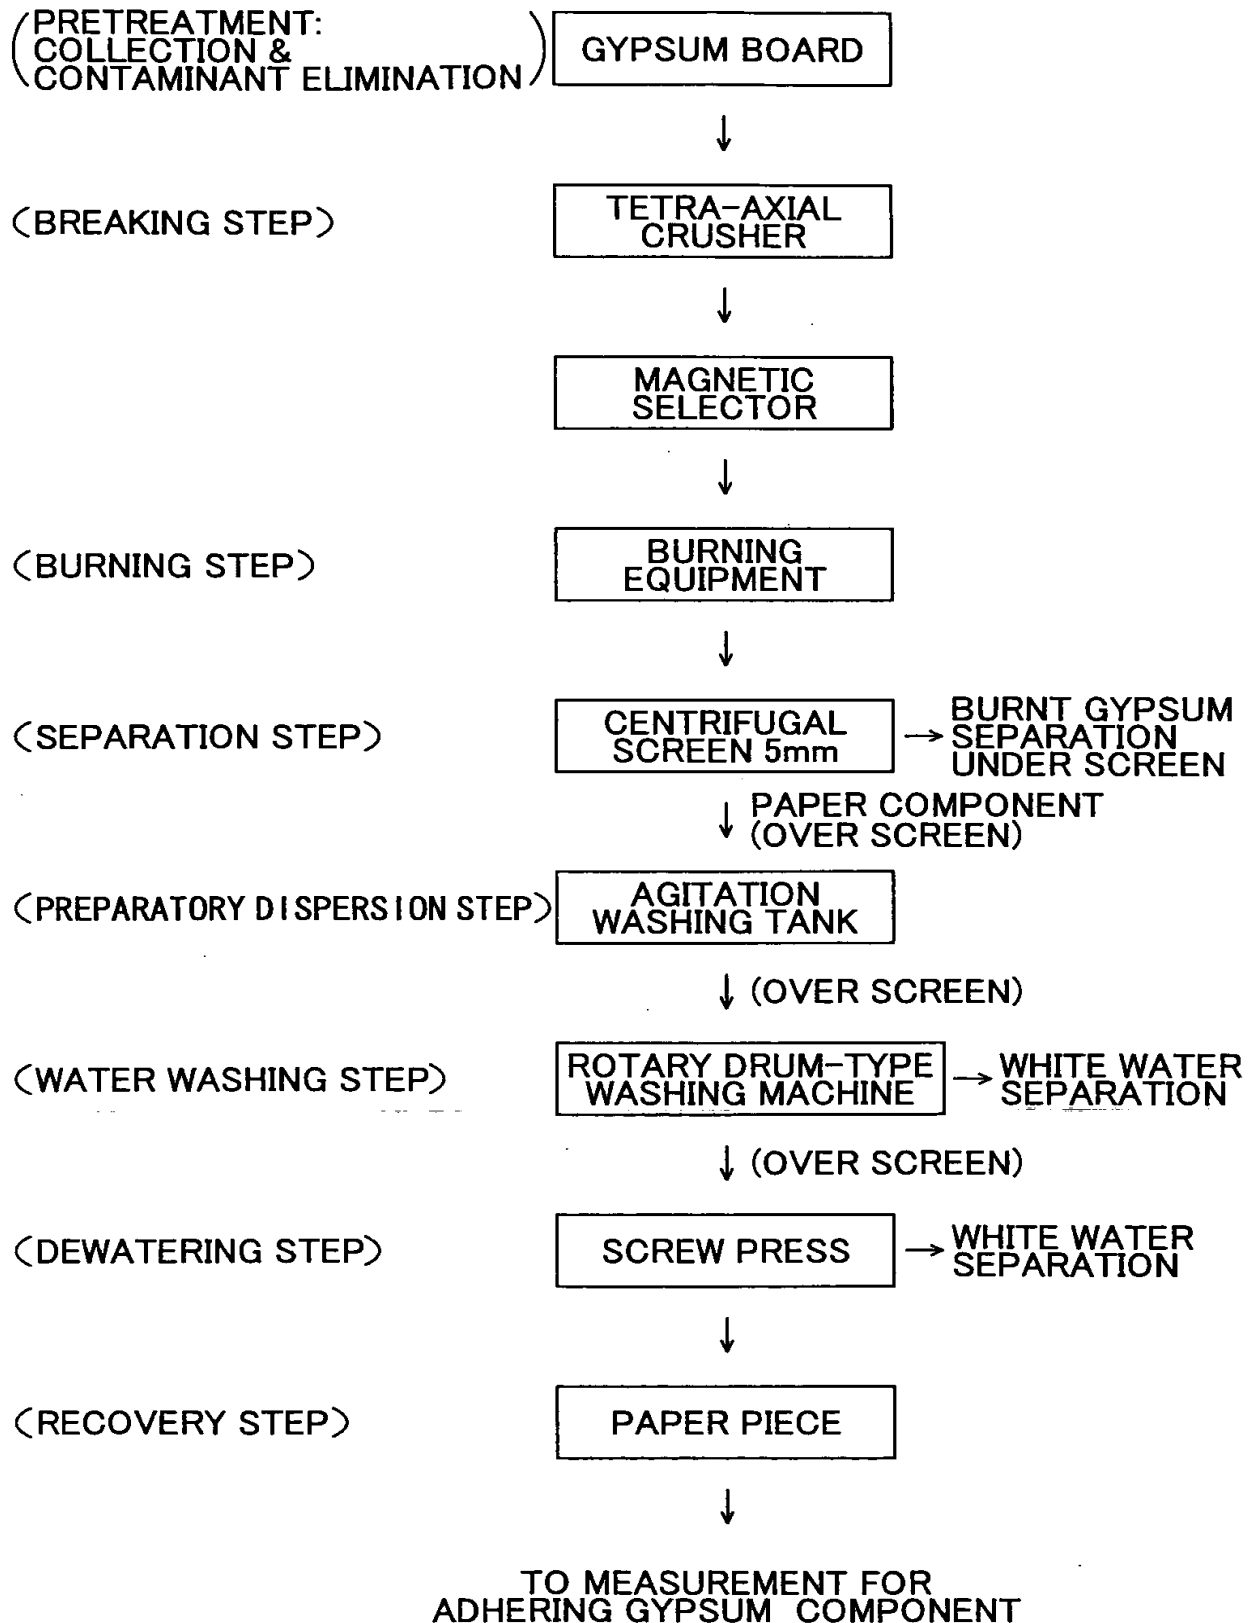 (PRETREATMENT:
COLLECTION &
CONTAMINANT ELIMINATION)
GYPSUM BOARD
↓
(BREAKING STEP)
TETRA-AXIAL
CRUSHER
↓
MAGNETIC
SELECTOR
↓
(BURNING STEP)
BURNING
EQUIPMENT
↓
(SEPARATION STEP)
CENTRIFUGAL
SCREEN 5mm
→
BURNT GYPSUM
SEPARATION
UNDER SCREEN
↓
PAPER COMPONENT
(OVER SCREEN)
(PREPARATORY DISPERSION STEP)
AGITATION
WASHING TANK
↓ (OVER SCREEN)
(WATER WASHING STEP)
ROTARY DRUM-TYPE
WASHING MACHINE
→
WHITE WATER
SEPARATION
↓ (OVER SCREEN)
(DEWATERING STEP)
SCREW PRESS
→
WHITE WATER
SEPARATION
↓
(RECOVERY STEP)
PAPER PIECE
↓
TO MEASUREMENT FOR
ADHERING GYPSUM COMPONENT